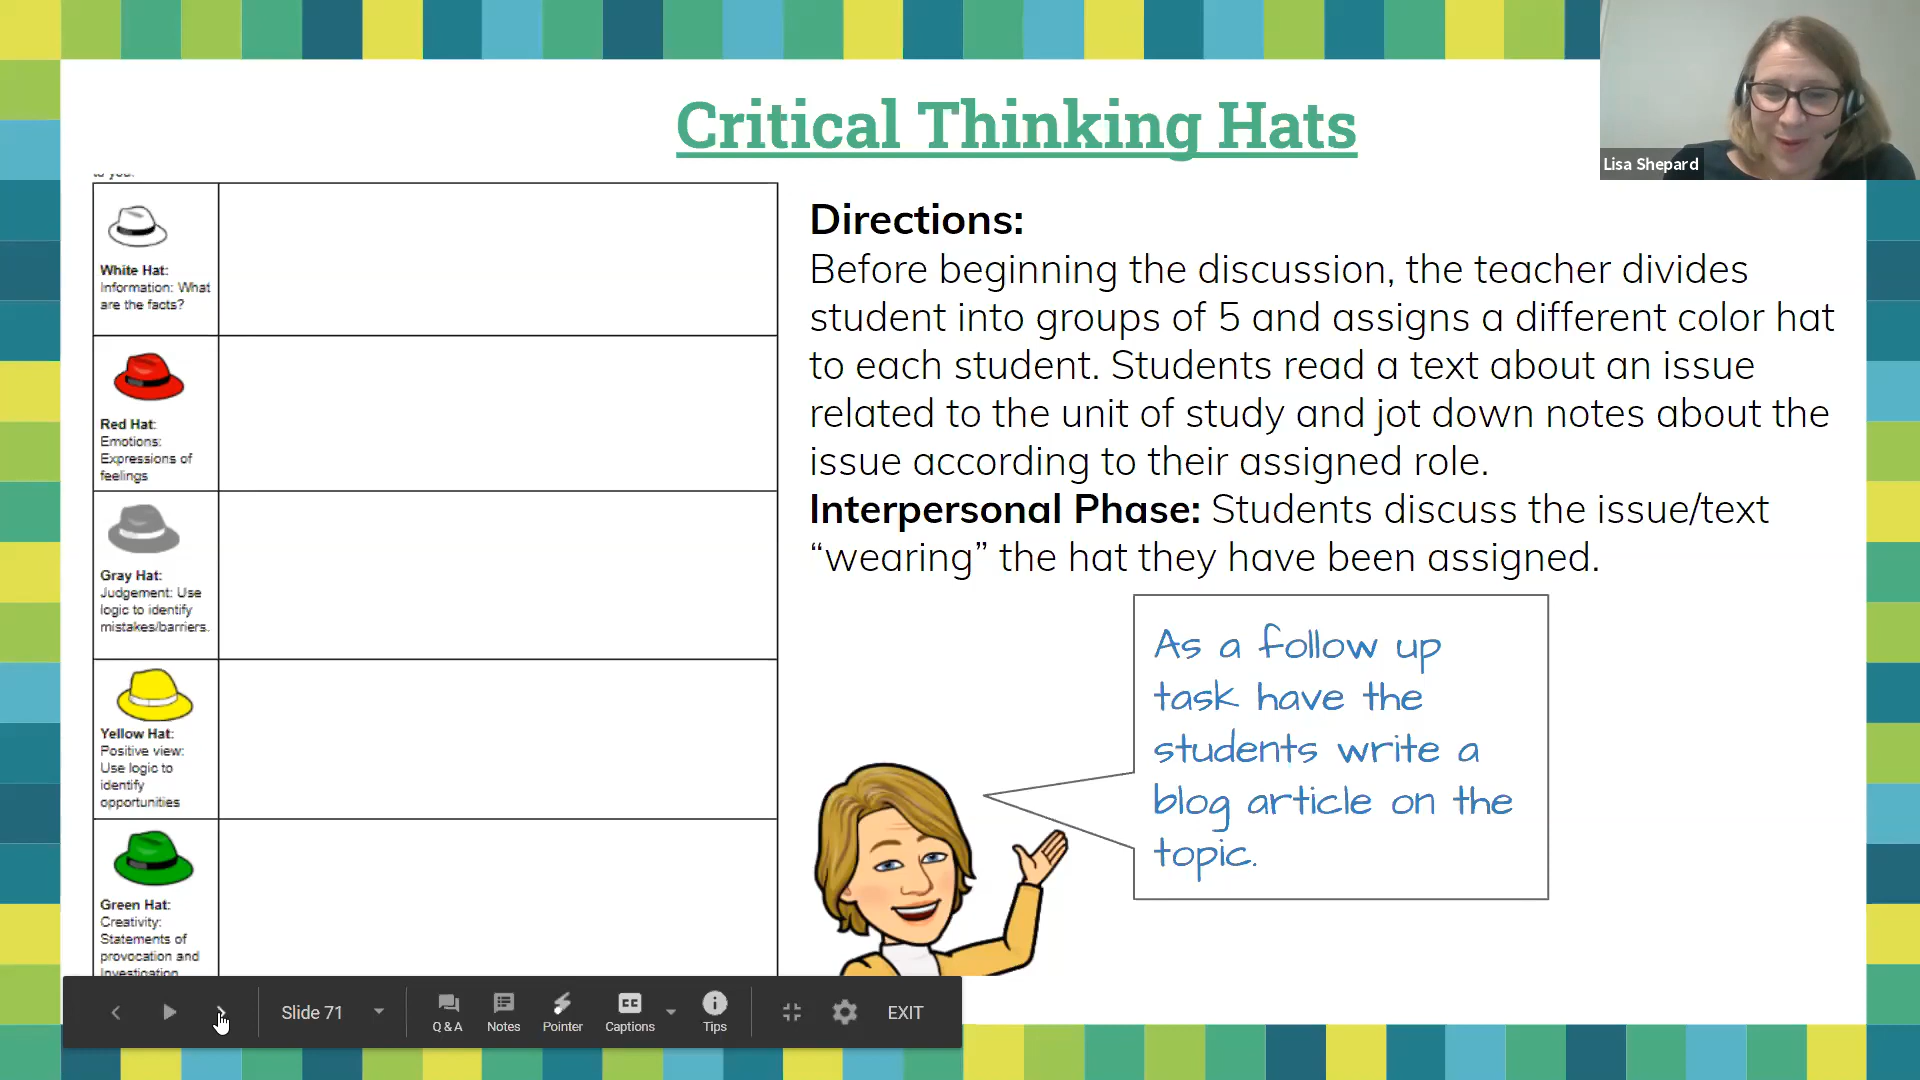 Critical Thinking Hats
Lisa Shepard
to you.
White Hat:
Information: What
are the facts?
Red Hat:
Emotions:
Expressions of
feelings
Gray Hat:
Judgement: Use
logic to identify
mistakes/barriers.
Yellow Hat:
Positive view:
Use logic to
identify
opportunities
Green Hat:
Creativity:
Statements of
provocation and
Investigation
Directions:
Before beginning the discussion, the teacher divides
student into groups of 5 and assigns a different color hat
to each student. Students read a text about an issue
related to the unit of study and jot down notes about the
issue according to their assigned role.
Interpersonal Phase: Students discuss the issue/text
“wearing” the hat they have been assigned.
As a follow up
task have the
students write a
blog article on the
topic.
Slide 71
Q & A
Notes
Pointer
CC
Captions
Tips
EXIT